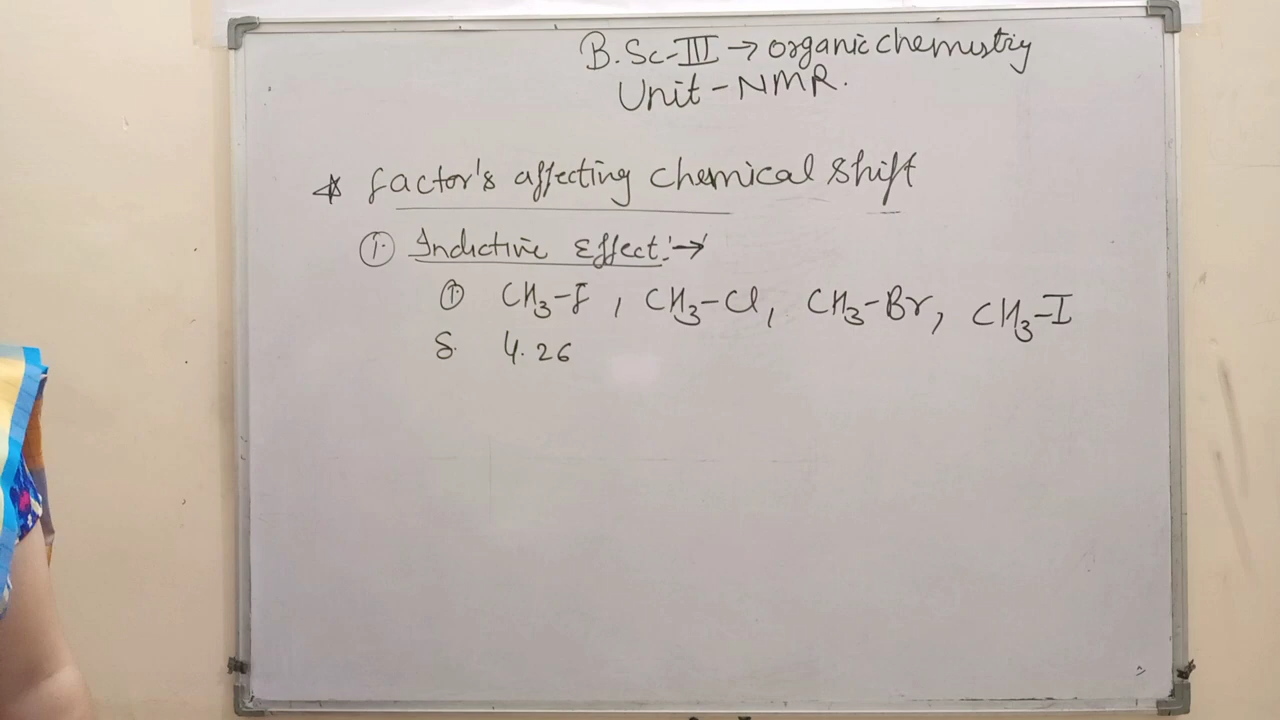 B.Sc-III → organic chemistry
Unit - NMR.
* factor's affecting chemical shift
① Inductive Effect :→
① CH₃-F , CH₃-Cl, CH₃-Br, CH₃-I
δ 4.26